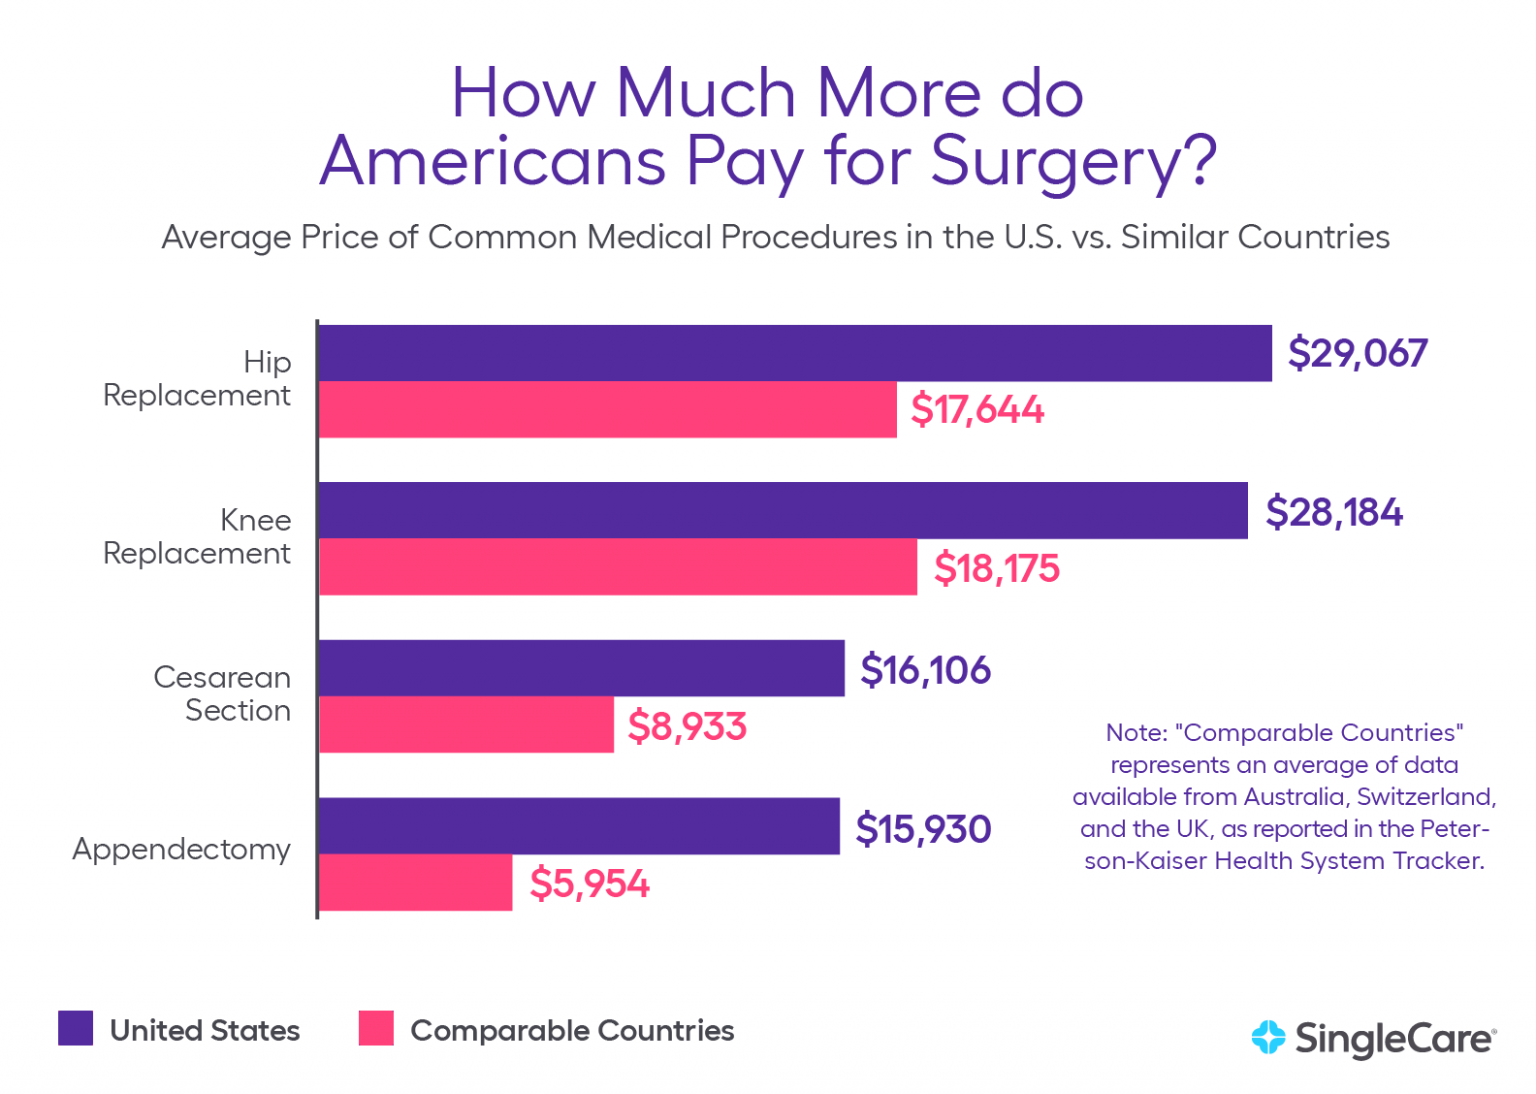 How Much More do
Americans Pay for Surgery?
Average Price of Common Medical Procedures in the U.S. vs. Similar Countries
Hip
Replacement
$29,067
$17,644
Knee
Replacement
$28,184
$18,175
Cesarean
Section
$16,106
$8,933
Appendectomy
$15,930
$5,954
Note: "Comparable Countries"
represents an average of data
available from Australia, Switzerland,
and the UK, as reported in the Peter-
son-Kaiser Health System Tracker.
United States
Comparable Countries
SingleCare®